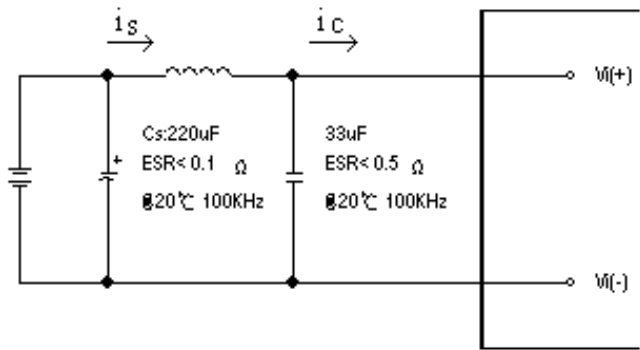 is
ic
Vi(+)
Cs:220uF
ESR<0.1 Ω
@20℃ 100KHz
33uF
ESR<0.5 Ω
@20℃ 100KHz
+
Vi(-)